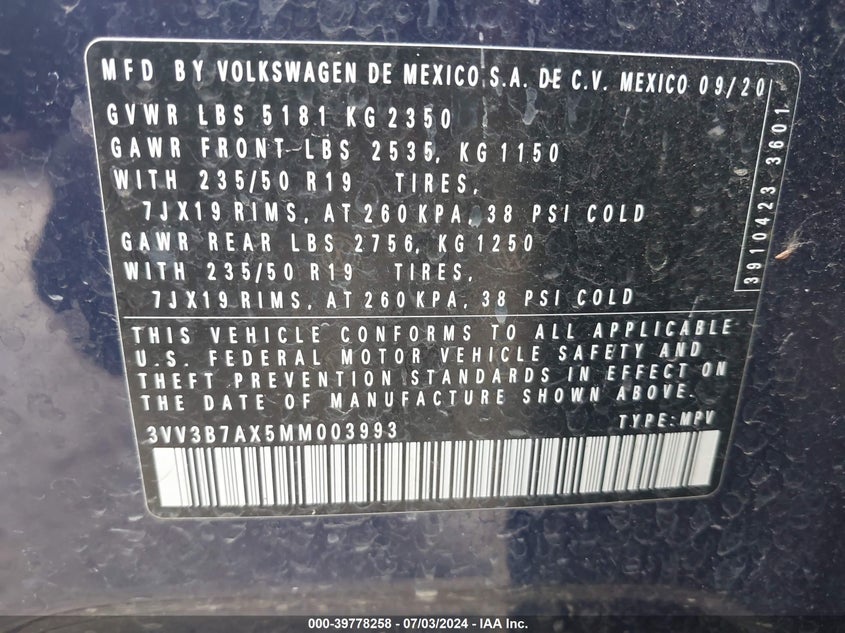 MFD BY VOLKSWAGEN DE MEXICO S.A. DE C.V. MEXICO 09/20
GVWR LBS 5181 KG 2350
GAWR FRONT LBS 2535, KG 1150
WITH 235/50 R19 TIRES,
7JX19 RIMS, AT 260 KPA, 38 PSI COLD
GAWR REAR LBS 2756, KG 1250
WITH 235/50 R19 TIRES,
7JX19 RIMS, AT 260 KPA, 38 PSI COLD
3910423 3601
THIS VEHICLE CONFORMS TO ALL APPLICABLE
U.S. FEDERAL MOTOR VEHICLE SAFETY AND
THEFT PREVENTION STANDARDS IN EFFECT ON
THE DATE OF MANUFACTURE SHOWN ABOVE.
3VV3B7AX5MM003993 TYPE: MPV
000-39778258 - 07/03/2024 - IAA Inc.